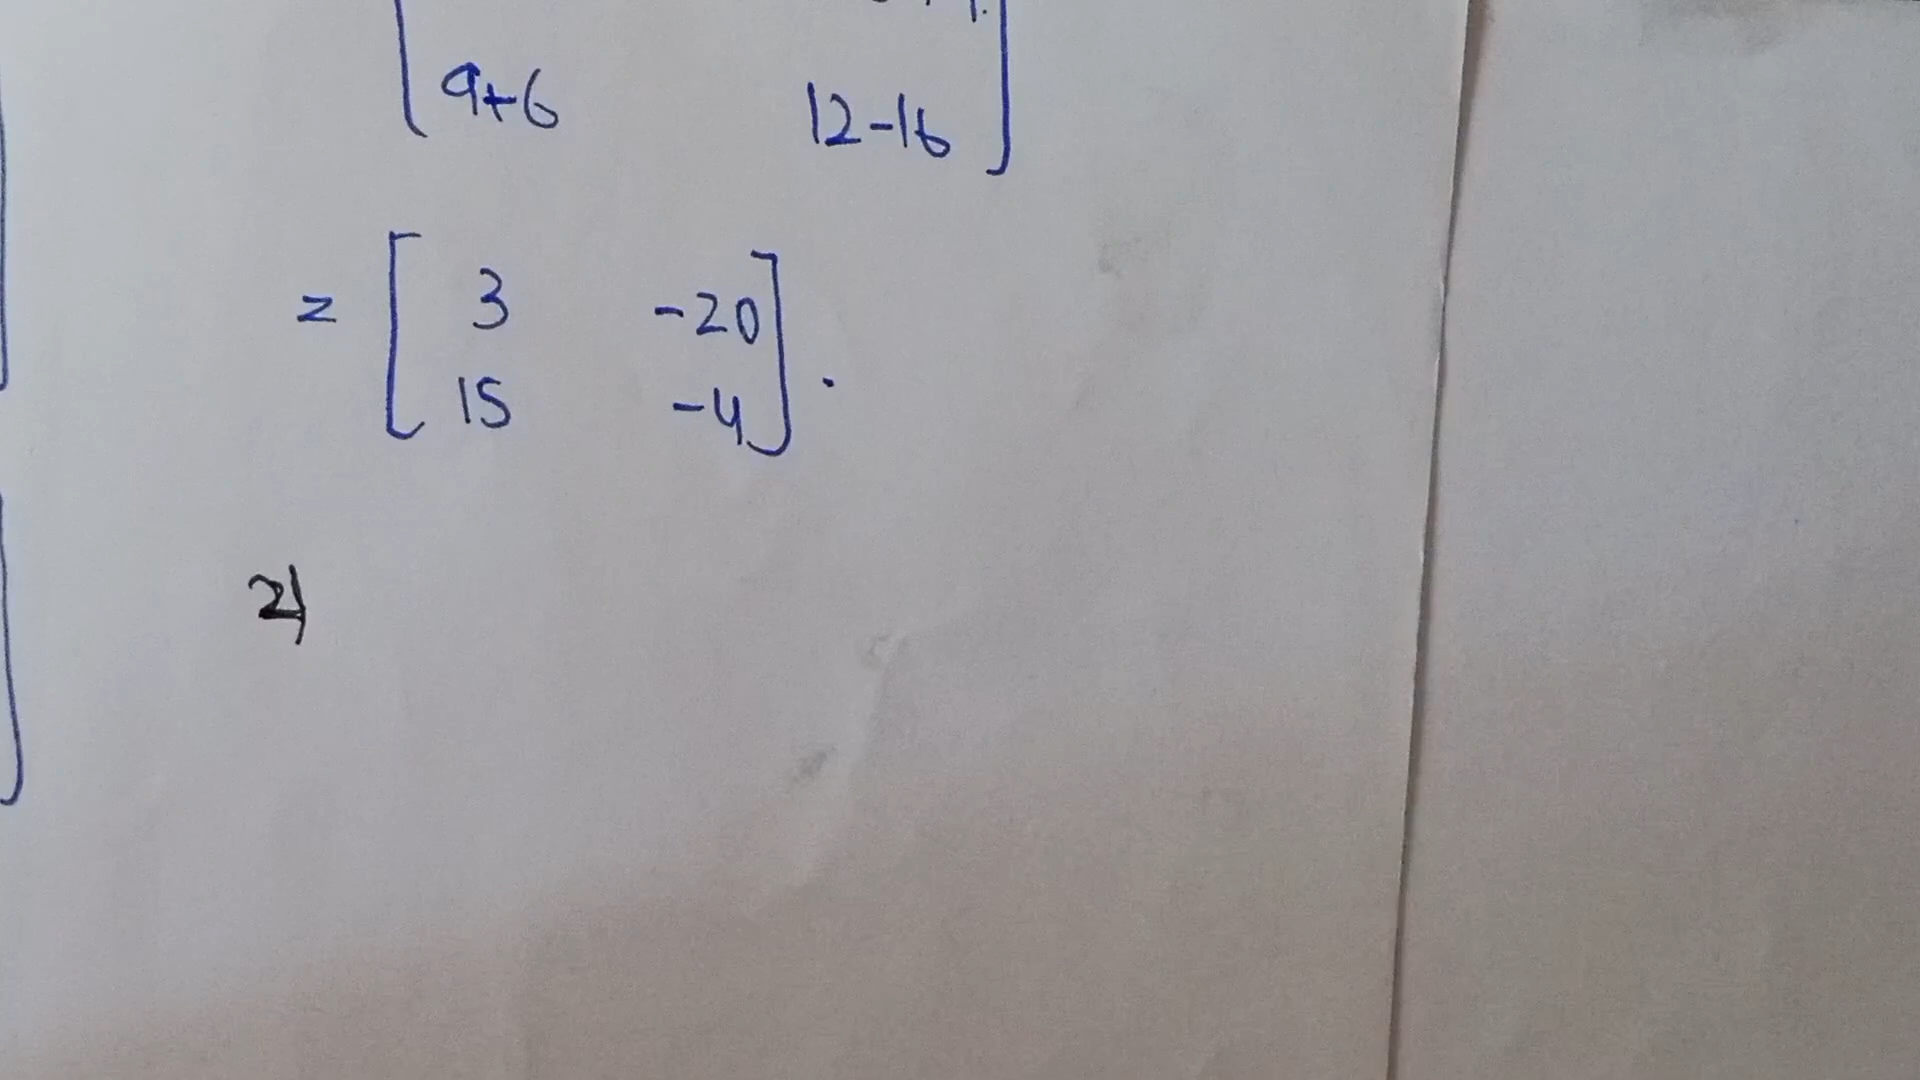 9+6 12-16
= [ 3 -20 ]
[ 15 -4 ] .
2)